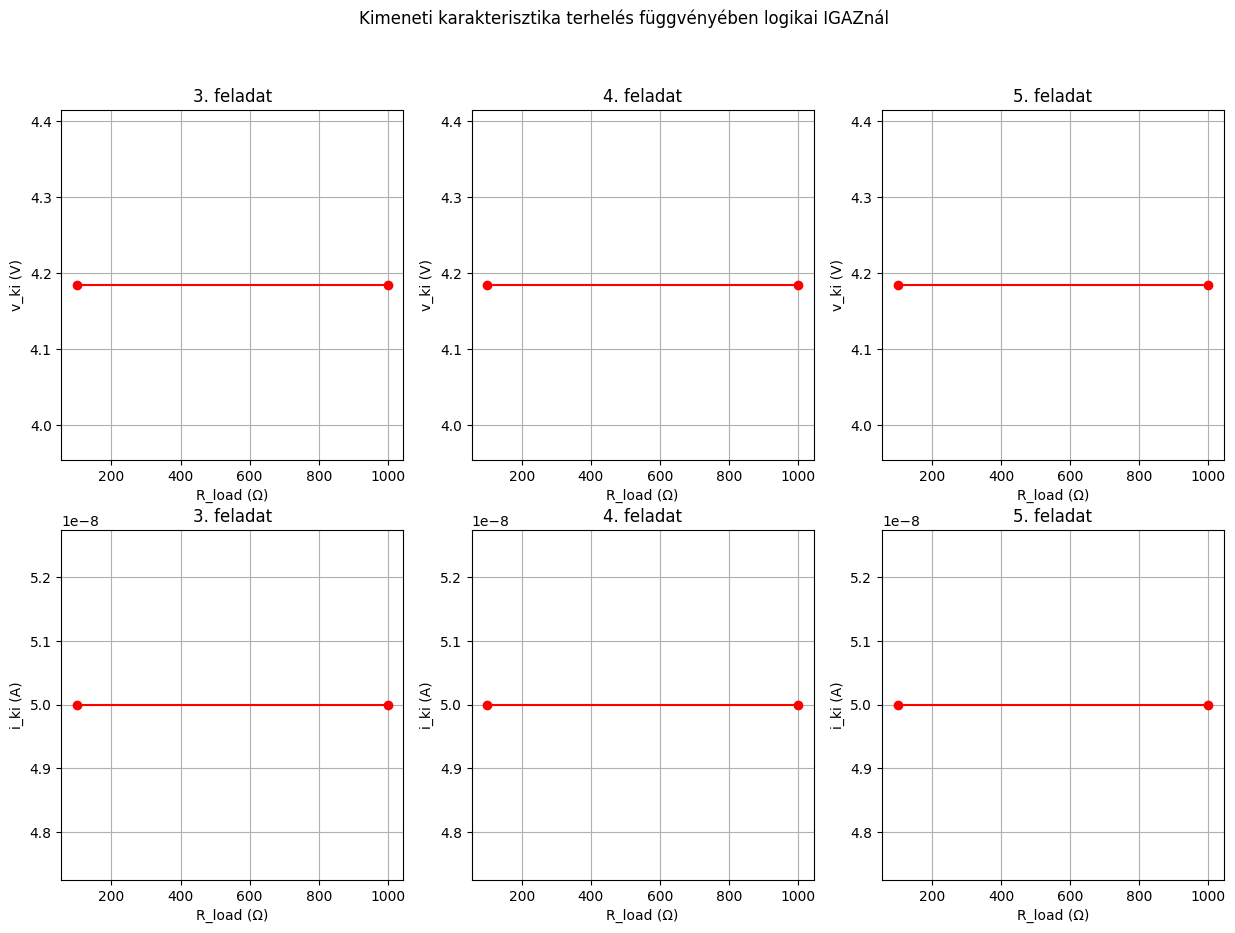 Kimeneti karakterisztika terhelés függvényében logikai IGAZnál
3. feladat
4.4
4.3
4.2
4.1
4.0
v_ki (V)
200 400 600 800 1000
R_load (Ω)
4. feladat
4.4
4.3
4.2
4.1
4.0
v_ki (V)
200 400 600 800 1000
R_load (Ω)
5. feladat
4.4
4.3
4.2
4.1
4.0
v_ki (V)
200 400 600 800 1000
R_load (Ω)
1e−8
3. feladat
5.2
5.1
5.0
4.9
4.8
i_ki (A)
200 400 600 800 1000
R_load (Ω)
1e−8
4. feladat
5.2
5.1
5.0
4.9
4.8
i_ki (A)
200 400 600 800 1000
R_load (Ω)
1e−8
5. feladat
5.2
5.1
5.0
4.9
4.8
i_ki (A)
200 400 600 800 1000
R_load (Ω)